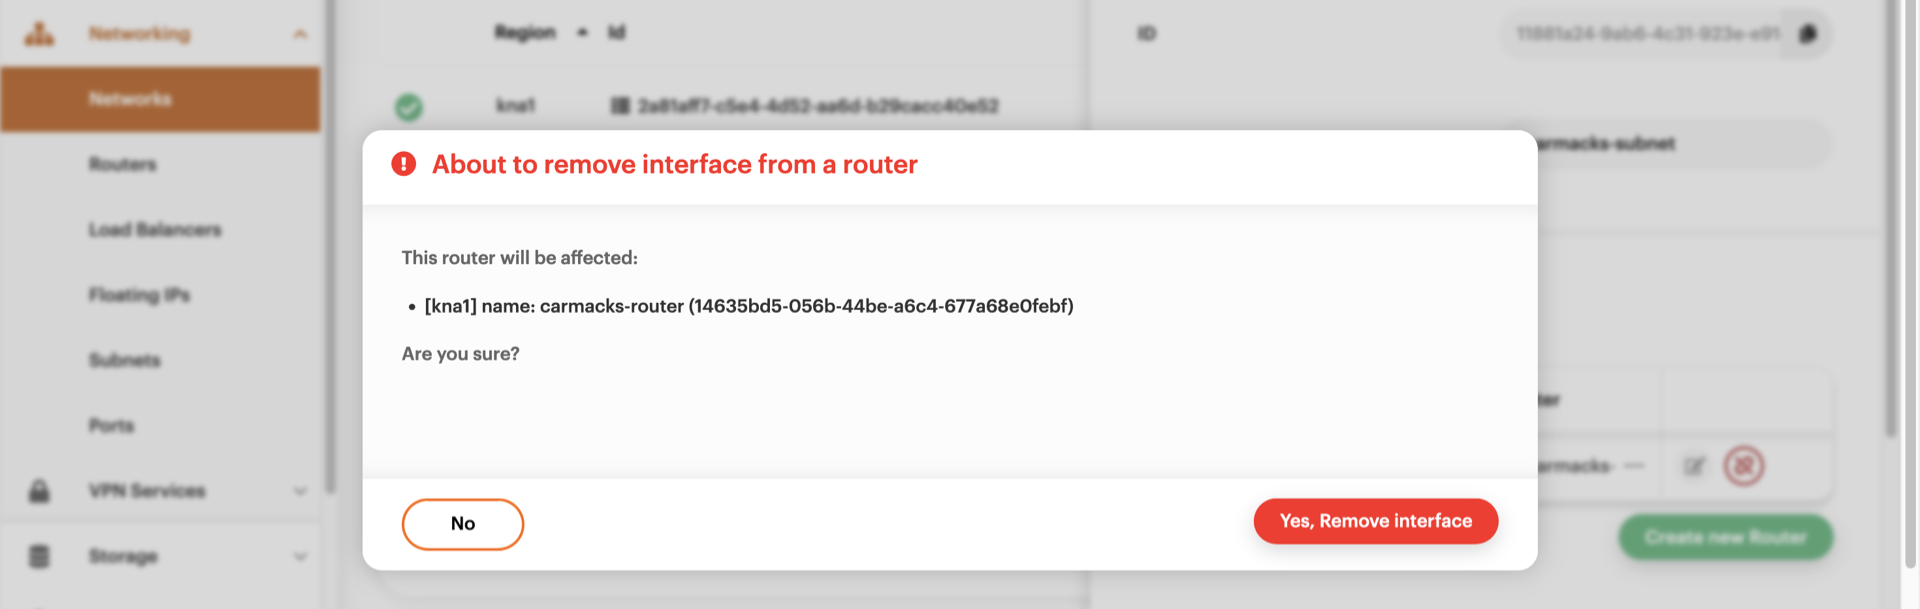 Networking
Region
Id
ID
11881a24-9ab6-4c31-923e-e91
Networks
kna1
2a81aff7-c5e4-4d52-aa6d-b29cacc40e52
armacks-subnet
About to remove interface from a router
Routers
Load Balancers
This router will be affected:
Floating IPs
• [kna1] name: carmacks-router (14635bd5-056b-44be-a6c4-677a68e0febf)
Subnets
Are you sure?
ter
Ports
armacks-
VPN Services
No
Yes, Remove interface
Create new Router
Storage